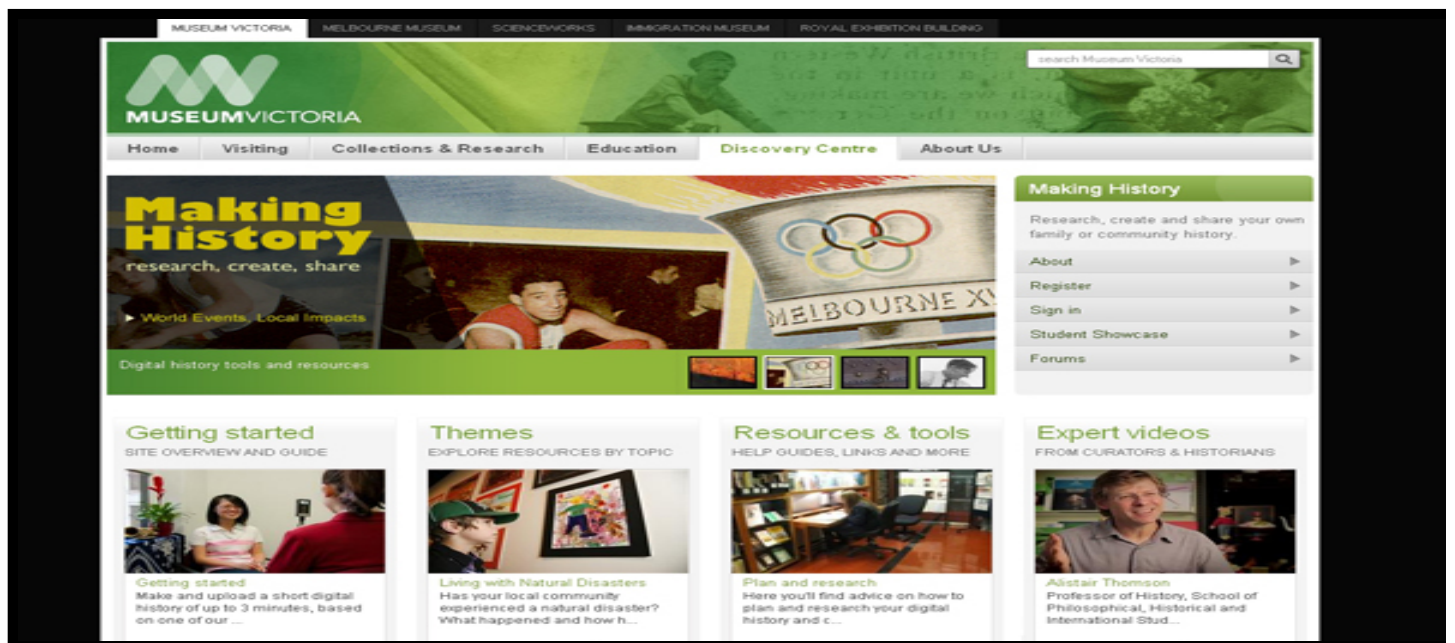 MUSEUM VICTORIA
MELBOURNE MUSEUM
SCIENCEWORKS
IMMIGRATION MUSEUM
ROYAL EXHIBITION BUILDING
MUSEUMVICTORIA
search Museum Victoria
Home
Visiting
Collections & Research
Education
Discovery Centre
About Us
Making
History
research, create, share
World Events, Local Impacts
MELBOURNE XV
Digital history tools and resources
Making History
Research, create and share your own
family or community history.
About
Register
Sign in
Student Showcase
Forums
Getting started
SITE OVERVIEW AND GUIDE
Getting started
Make and upload a short digital
history of up to 3 minutes, based
on one of our ...
Themes
EXPLORE RESOURCES BY TOPIC
Living with Natural Disasters
Has your local community
experienced a natural disaster?
What happened and how h...
Resources & tools
HELP GUIDES, LINKS AND MORE
Plan and research
Here you'll find advice on how to
plan and research your digital
history and c...
Expert videos
FROM CURATORS & HISTORIANS
Alistair Thomson
Professor of History, School of
Philosophical, Historical and
International Stud...